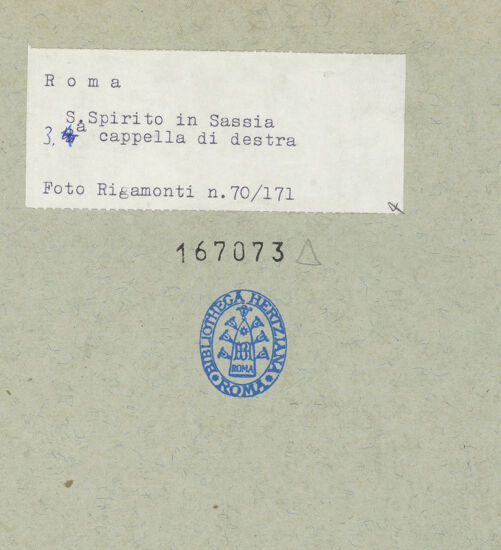 R o m a
S.Spirito in Sassia
3.ª cappella di destra
Foto Rigamonti n.70/171
167073
BIBLIOTHECA HERTZIANA
ROMA
ROMA